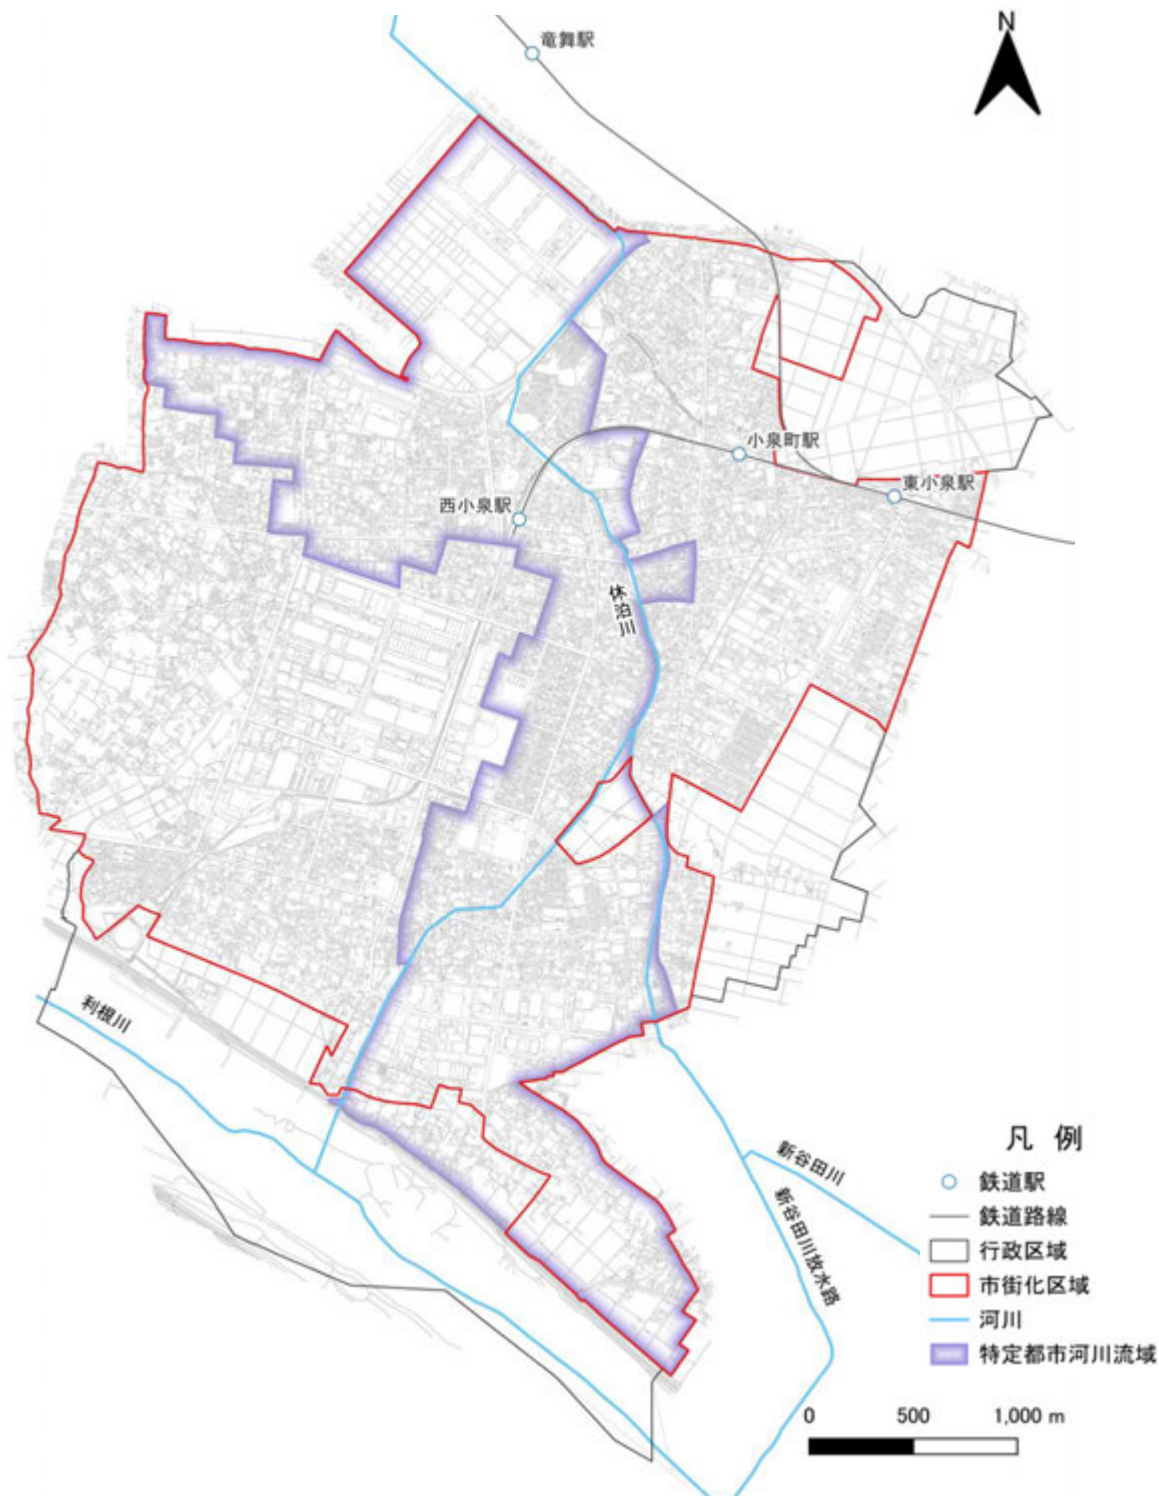 N
竜舞駅
小泉町駅
東小泉駅
西小泉駅
休泊川
利根川
新谷田川
新谷田川放水路
凡 例
鉄道駅
鉄道路線
行政区域
市街化区域
河川
特定都市河川流域
0 500 1,000 m